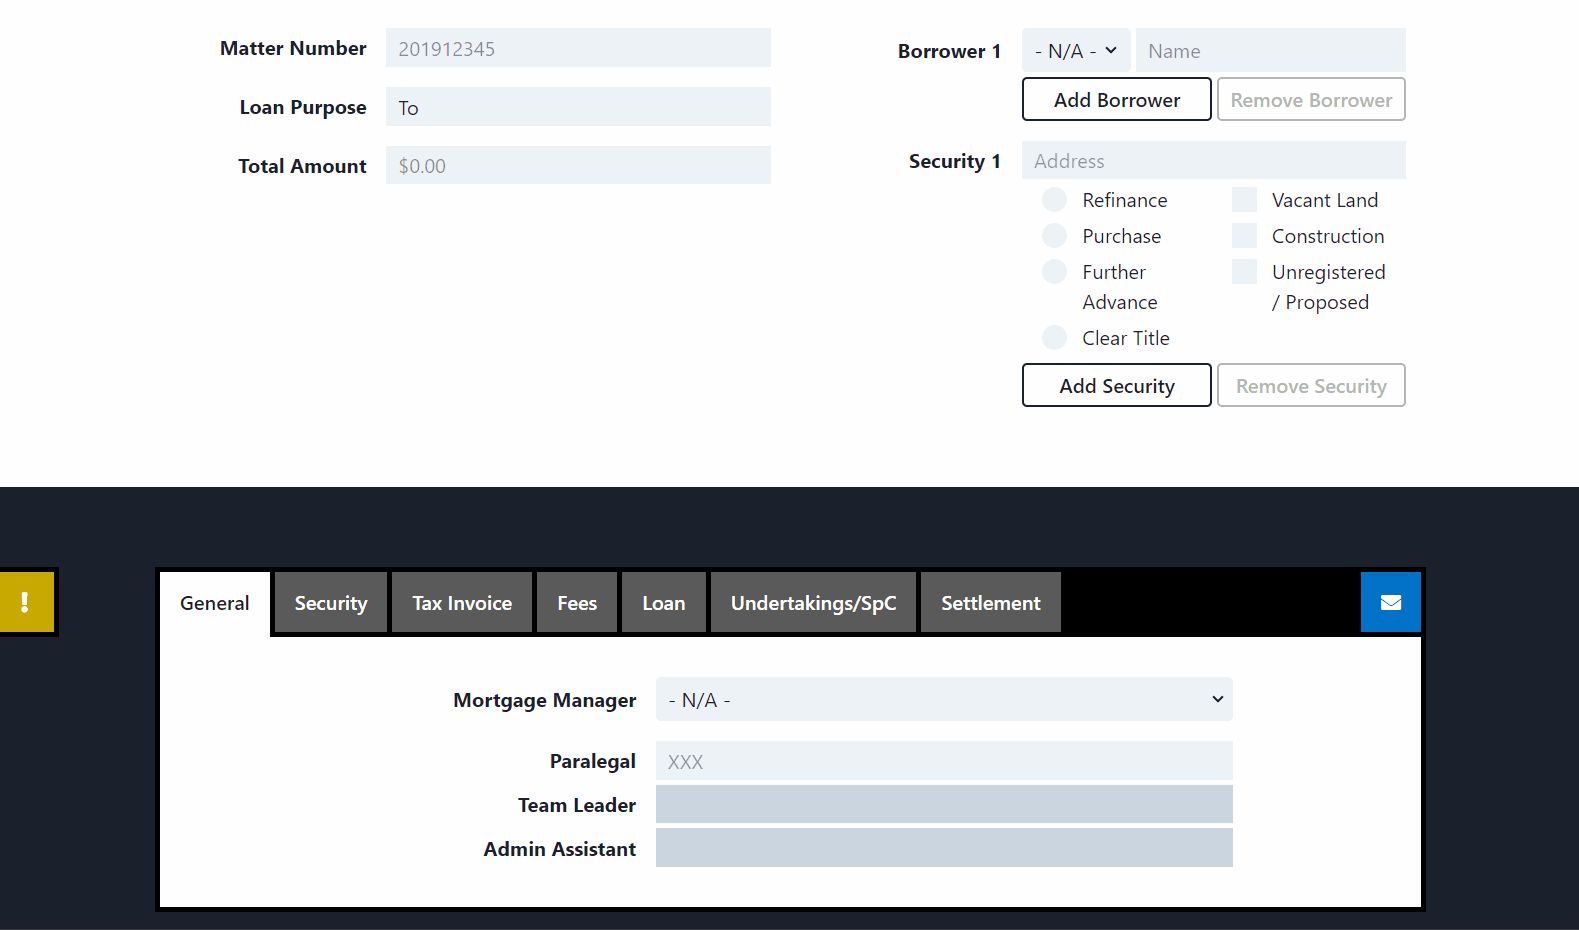 Matter Number 201912345
Loan Purpose To
Total Amount $0.00
Borrower 1 - N/A - Name
Add Borrower Remove Borrower
Security 1 Address
Refinance Vacant Land
Purchase Construction
Further Unregistered
Advance / Proposed
Clear Title
Add Security Remove Security
! General Security Tax Invoice Fees Loan Undertakings/SpC Settlement
Mortgage Manager - N/A -
Paralegal XXX
Team Leader
Admin Assistant